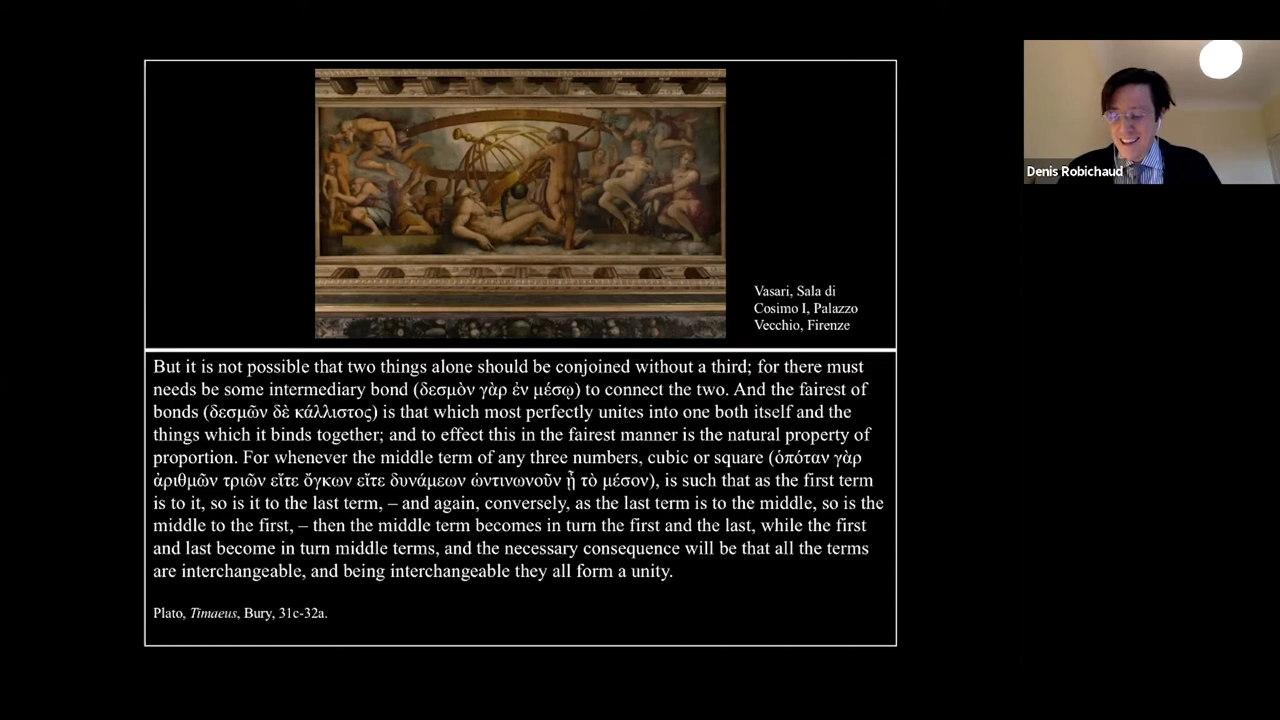 Vasari, Sala di
Cosimo I, Palazzo
Vecchio, Firenze
But it is not possible that two things alone should be conjoined without a third; for there must
needs be some intermediary bond (δεσμὸν γὰρ ἐν μέσῳ) to connect the two. And the fairest of
bonds (δεσμῶν δὲ κάλλιστος) is that which most perfectly unites into one both itself and the
things which it binds together; and to effect this in the fairest manner is the natural property of
proportion. For whenever the middle term of any three numbers, cubic or square (ὁπόταν γὰρ
ἀριθμῶν τριῶν εἴτε ὄγκων εἴτε δυνάμεων ὡντινωνοῦν ᾖ τὸ μέσον), is such that as the first term
is to it, so is it to the last term, – and again, conversely, as the last term is to the middle, so is the
middle to the first, – then the middle term becomes in turn the first and the last, while the first
and last become in turn middle terms, and the necessary consequence will be that all the terms
are interchangeable, and being interchangeable they all form a unity.
Plato, Timaeus, Bury, 31c-32a.
Denis Robichaud